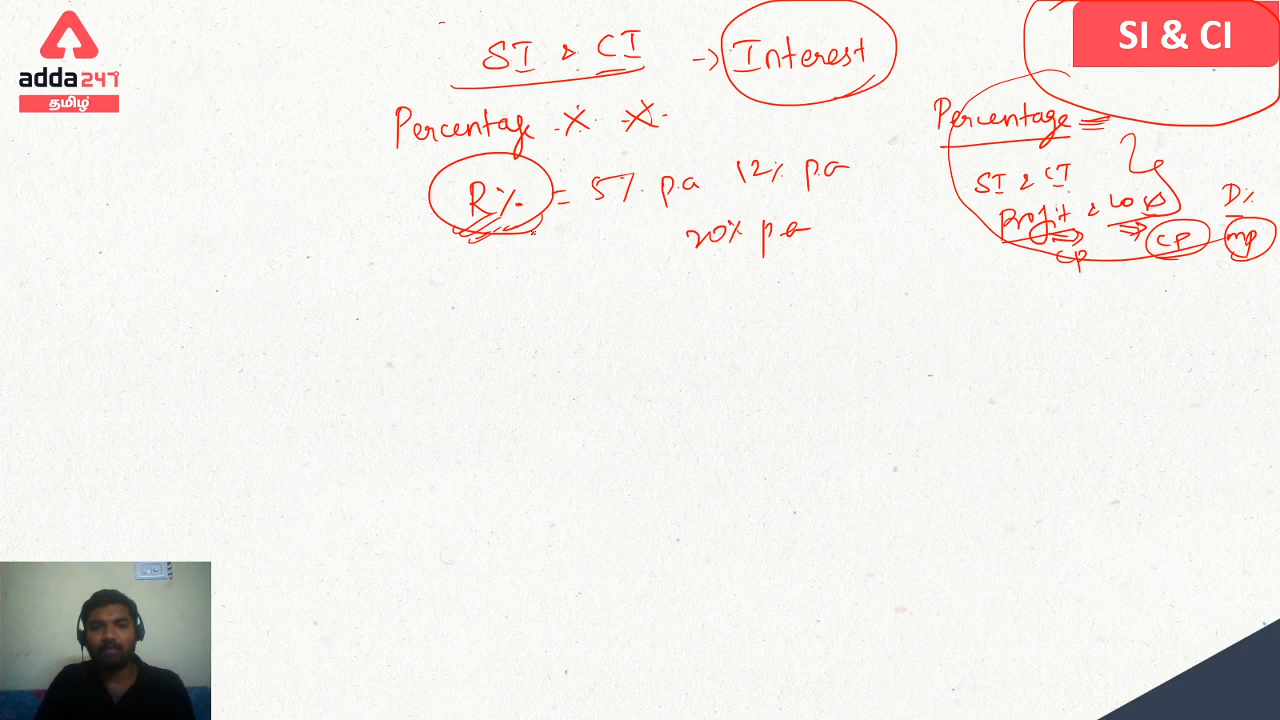 adda247
தமிழ்
SI & CI
SI & CI → Interest
Percentage
R% = 5% p.a 12% p.a
20% p a
Percentage =
SI & CI
Profit & Loss D%
CP CP mp